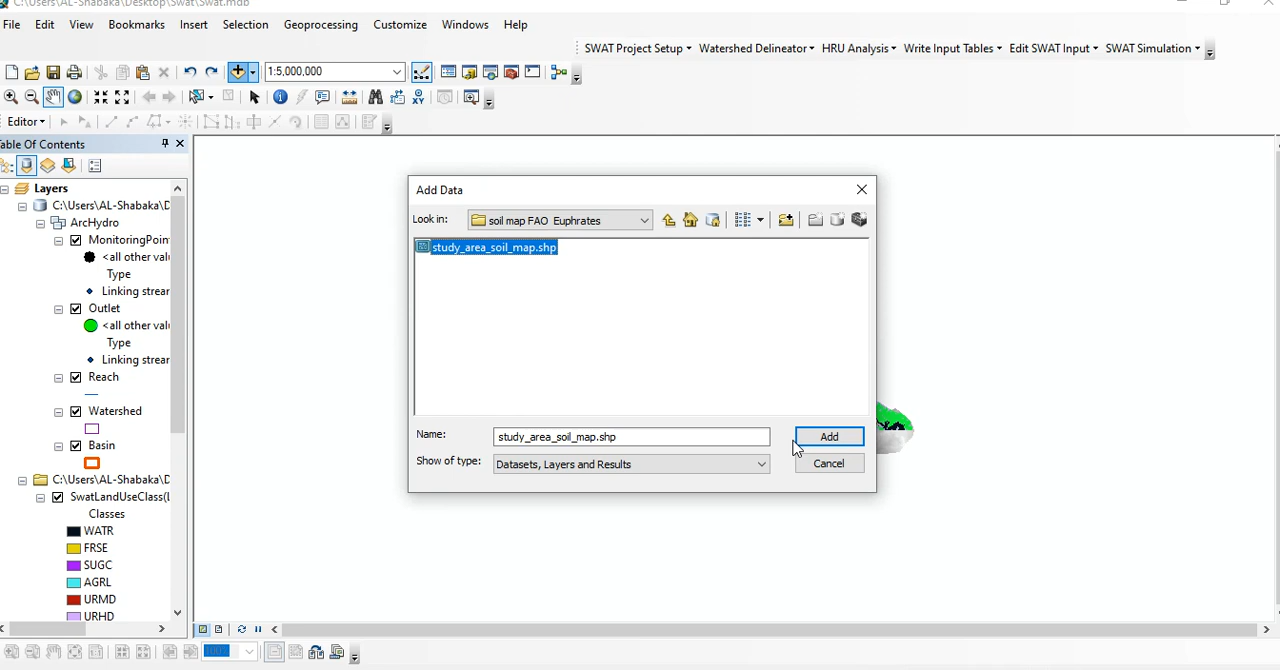 C:\Users\AL-Shabaka\Desktop\Swat\Swat.mdb
File Edit View Bookmarks Insert Selection Geoprocessing Customize Windows Help
SWAT Project Setup Watershed Delineator HRU Analysis Write Input Tables Edit SWAT Input SWAT Simulation
1:5,000,000
XY
Editor
able Of Contents
Layers
C:\Users\AL-Shabaka\D
ArcHydro
MonitoringPoin
<all other valu
Type
Linking strear
Outlet
<all other valu
Type
Linking strear
Reach
Watershed
Basin
C:\Users\AL-Shabaka\D
SwatLandUseClass(L
Classes
WATR
FRSE
SUGC
AGRL
URMD
URHD
Add Data
Look in: soil map FAO Euphrates
study_area_soil_map.shp
Name: study_area_soil_map.shp
Add
Show of type: Datasets, Layers and Results
Cancel